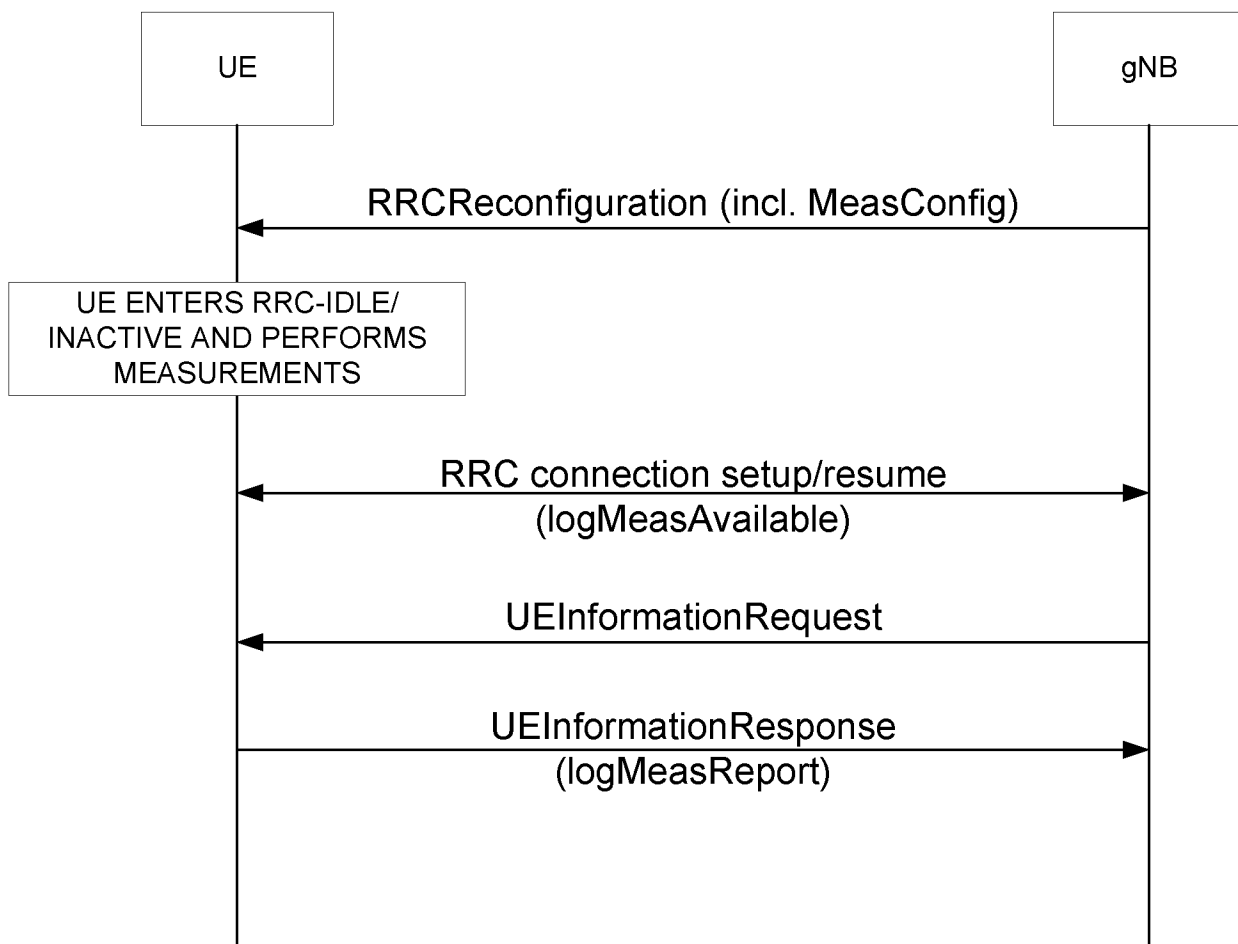 UE
gNB
RRCReconfiguration (incl. MeasConfig)
UE ENTERS RRC-IDLE/
INACTIVE AND PERFORMS
MEASUREMENTS
RRC connection setup/resume
(logMeasAvailable)
UEInformationRequest
UEInformationResponse
(logMeasReport)